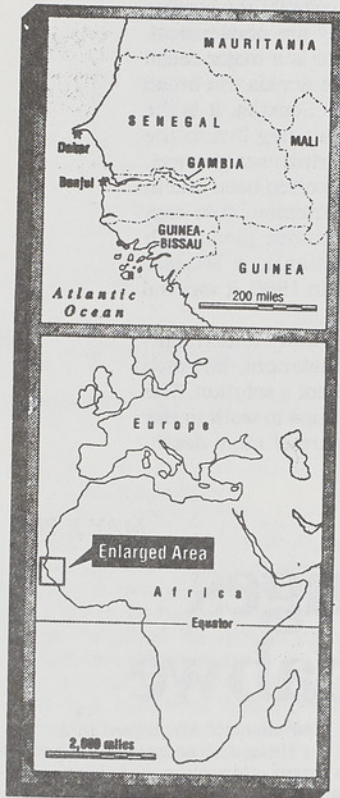 MAURITANIA
SENEGAL
Dakar
MALI
GAMBIA
Banjul
GUINEA-
BISSAU
GUINEA
Atlantic
Ocean
200 miles
Europe
Enlarged Area
Africa
Equator
2,000 miles